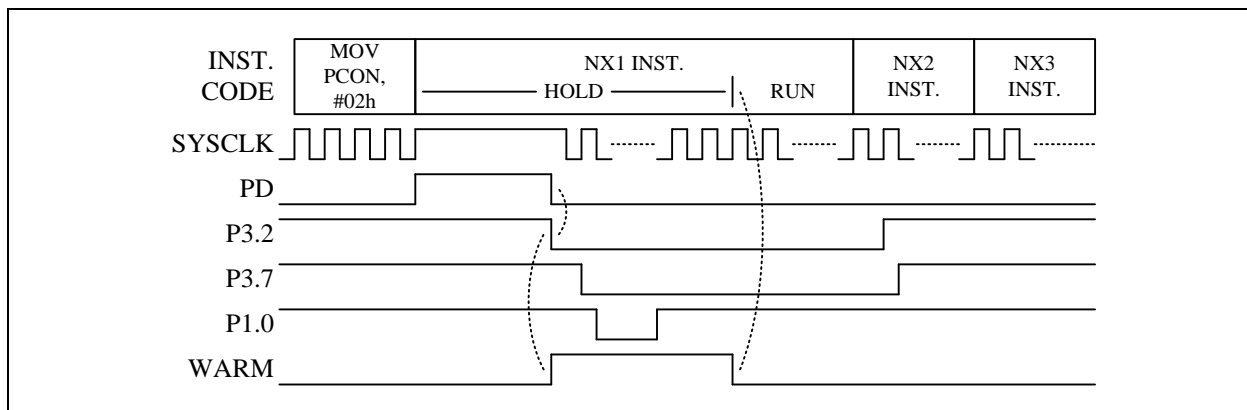 INST.
CODE
MOV
PCON,
#02h
NX1 INST.
HOLD
RUN
NX2
INST.
NX3
INST.
SYSCLK
PD
P3.2
P3.7
P1.0
WARM